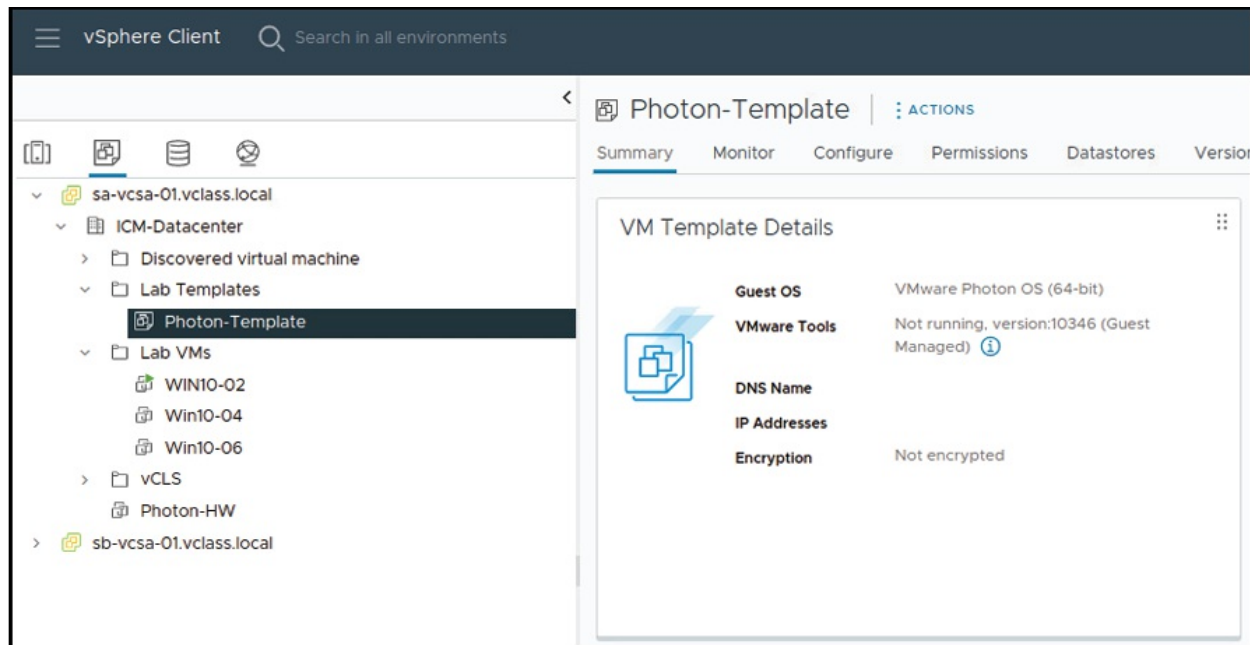 vSphere Client
Search in all environments
sa-vcsa-01.vclass.local
ICM-Datacenter
Discovered virtual machine
Lab Templates
Photon-Template
Lab VMs
WIN10-02
Win10-04
Win10-06
vCLS
Photon-HW
sb-vcsa-01.vclass.local
Photon-Template
ACTIONS
Summary Monitor Configure Permissions Datastores Version
VM Template Details
Guest OS VMware Photon OS (64-bit)
VMware Tools Not running, version:10346 (Guest
Managed)
DNS Name
IP Addresses
Encryption Not encrypted